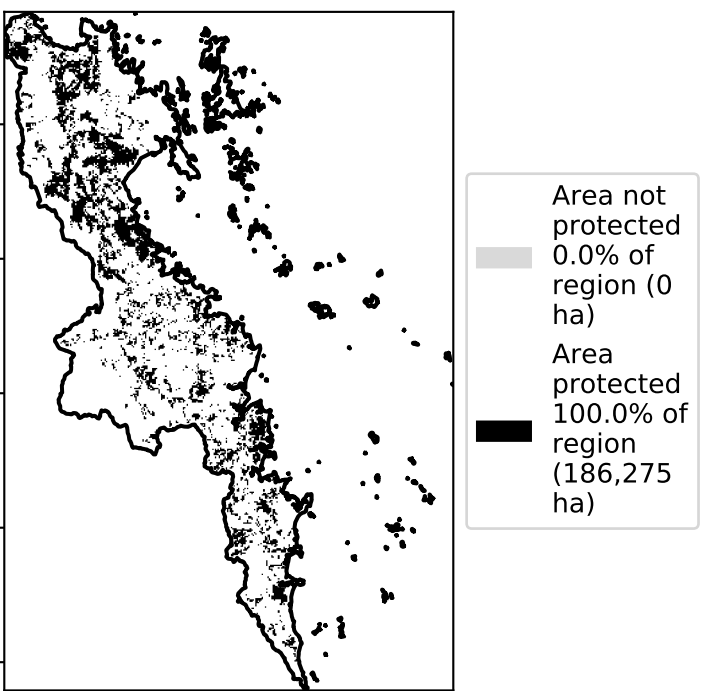 Area not
protected
0.0% of
region (0
ha)
Area
protected
100.0% of
region
(186,275
ha)